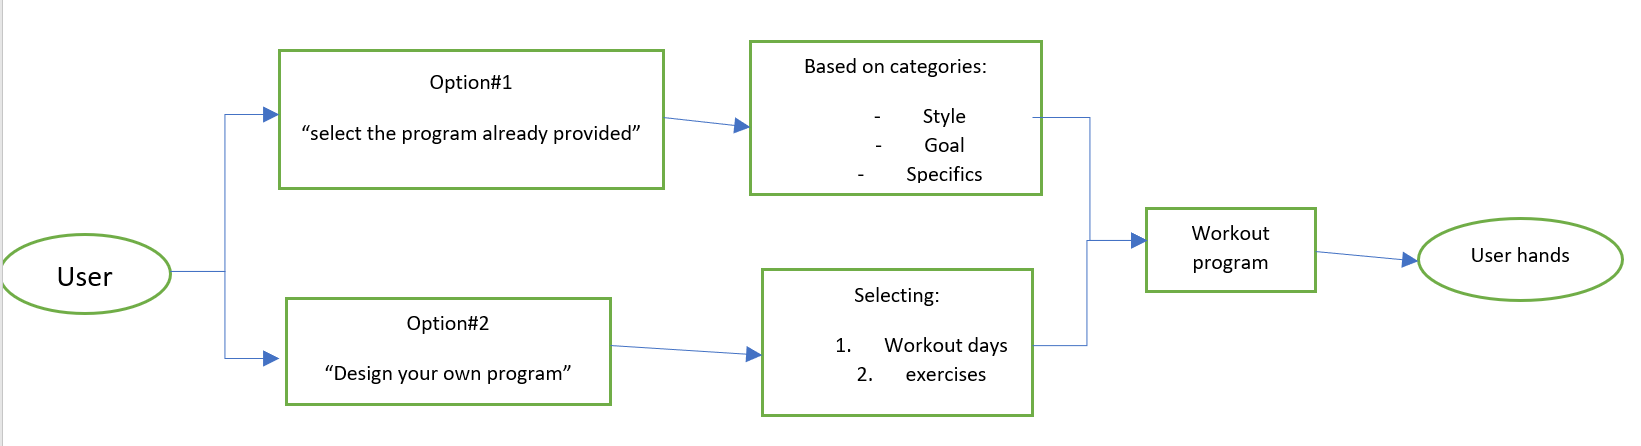 User
Option#1
“select the program already provided”
Based on categories:
- Style
- Goal
- Specifics
Option#2
“Design your own program”
Selecting:
1. Workout days
2. exercises
Workout
program
User hands